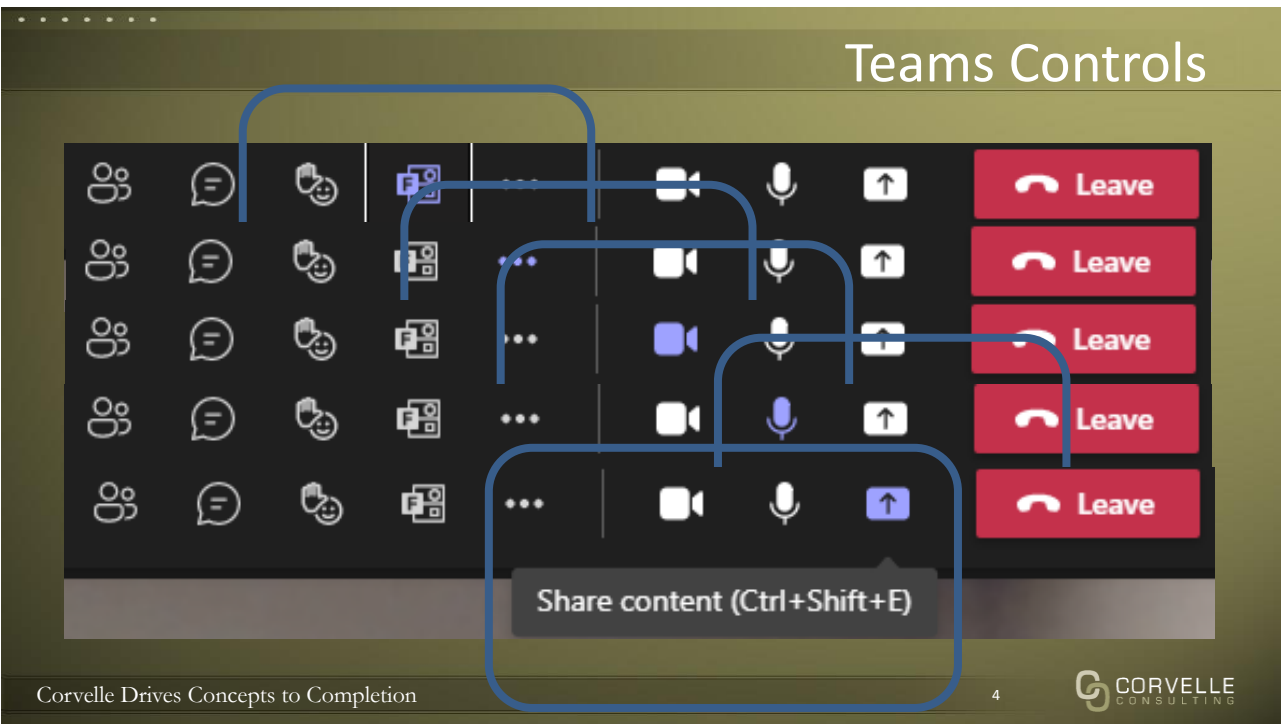 Teams Controls
Leave
Leave
Leave
Leave
Leave
Share content (Ctrl+Shift+E)
Corvelle Drives Concepts to Completion
4
CORVELLE
CONSULTING